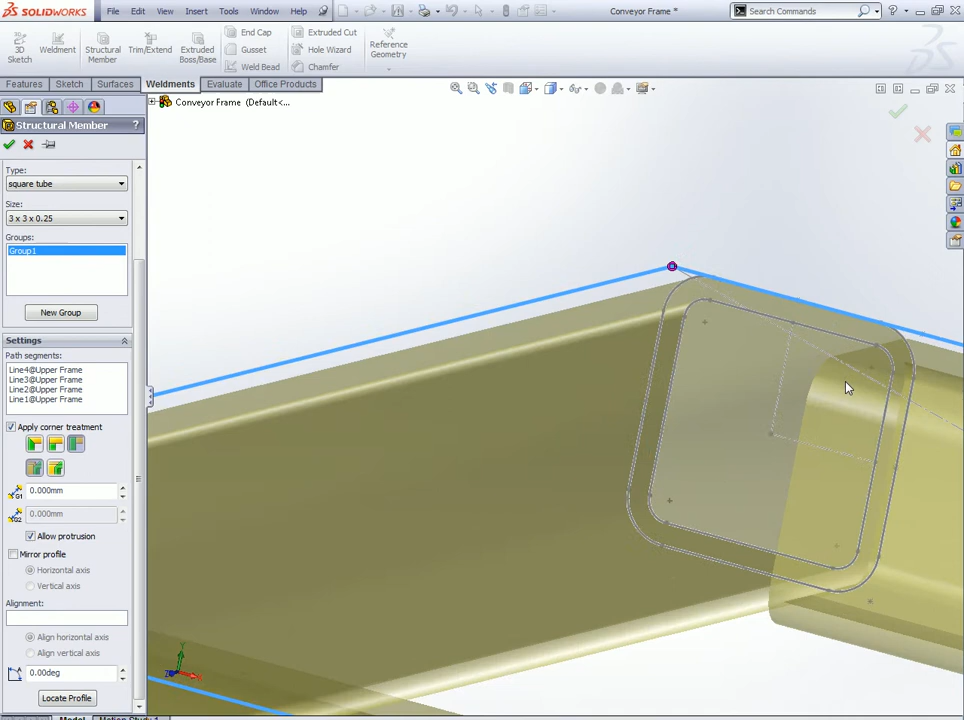 SOLIDWORKS
File Edit View Insert Tools Window Help
Conveyor Frame *
Search Commands
3D Sketch
Weldment
Structural Member
Trim/Extend
Extruded Boss/Base
End Cap
Gusset
Weld Bead
Extruded Cut
Hole Wizard
Chamfer
Reference Geometry
Features Sketch Surfaces Weldments Evaluate Office Products
Conveyor Frame (Default<...
Structural Member ?
Type:
square tube
Size:
3 x 3 x 0.25
Groups:
Group1
New Group
Settings
Path segments:
Line4@Upper Frame
Line3@Upper Frame
Line2@Upper Frame
Line1@Upper Frame
Apply corner treatment
G1 0.000mm
G2 0.000mm
Allow protrusion
Mirror profile
Horizontal axis
Vertical axis
Alignment:
Align horizontal axis
Align vertical axis
0.00deg
Locate Profile
Model Motion Study 1